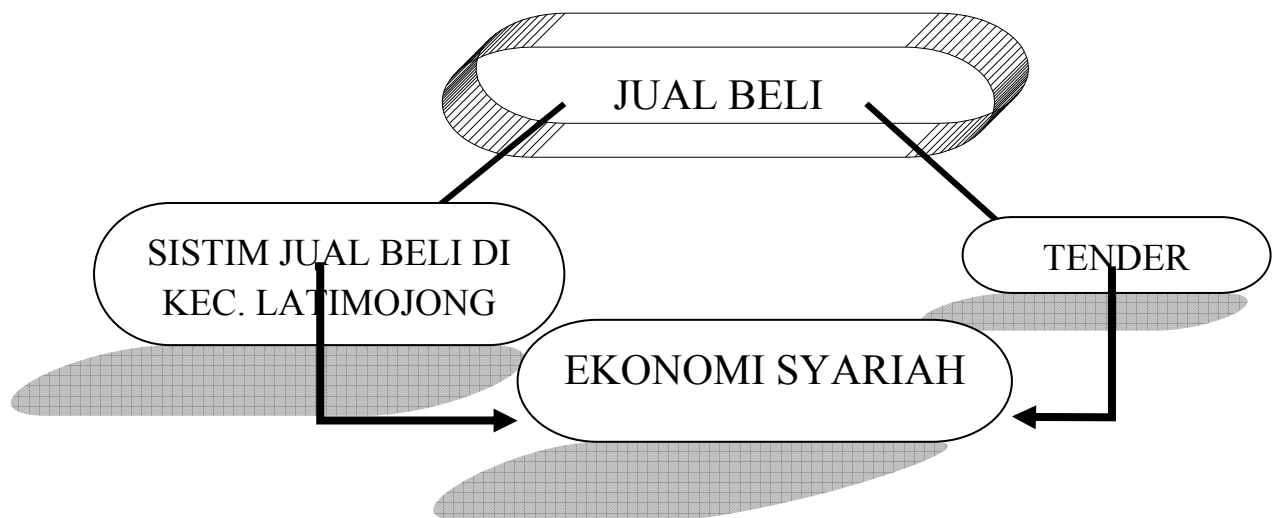 JUAL BELI
SISTIM JUAL BELI DI
KEC. LATIMOJONG
TENDER
EKONOMI SYARIAH